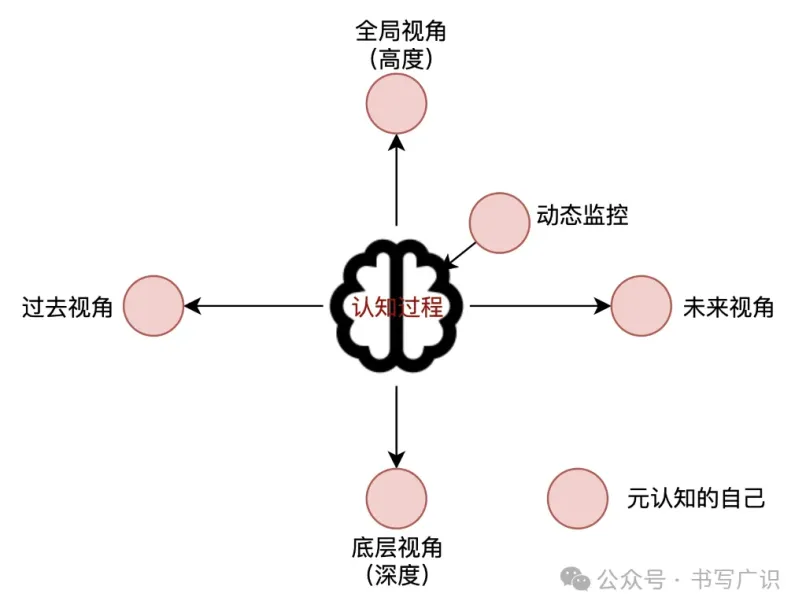 全局视角
（高度）
动态监控
认知过程
过去视角
未来视角
元认知的自己
底层视角
（深度）
公众号·书写广识